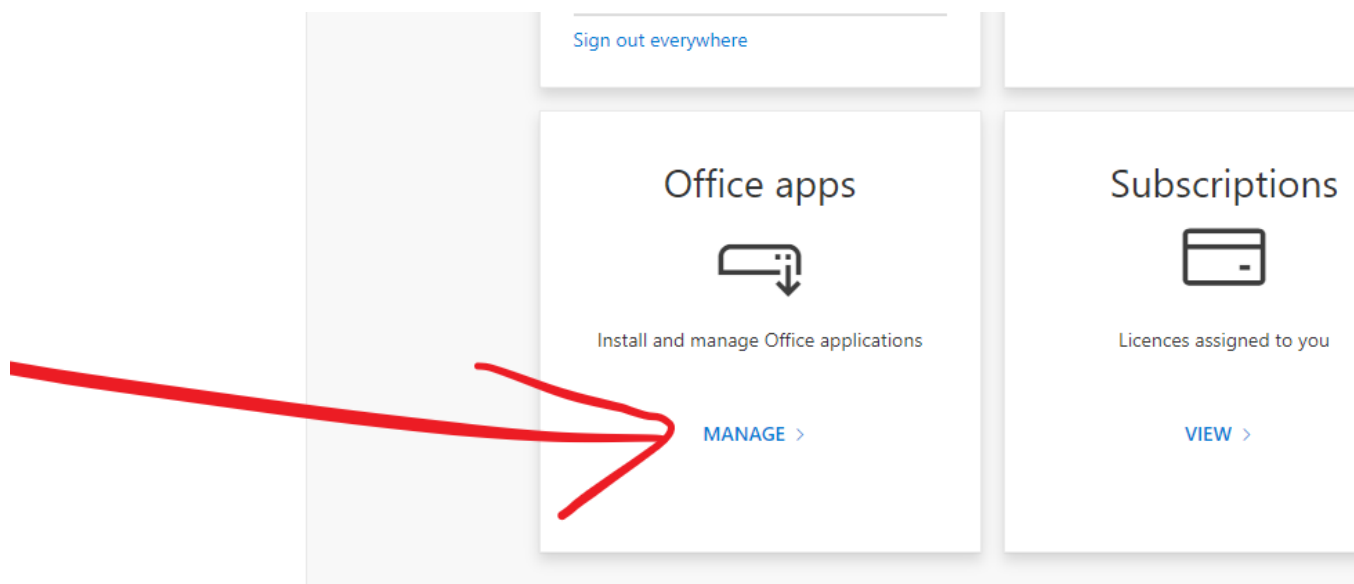 Sign out everywhere
Office apps
Install and manage Office applications
MANAGE >
Subscriptions
Licences assigned to you
VIEW >